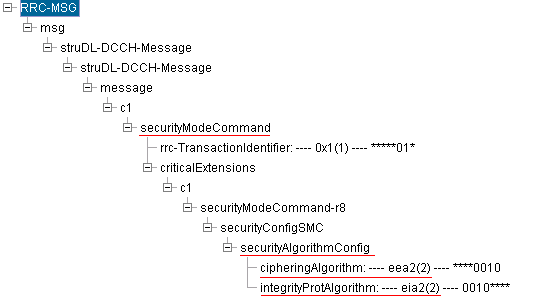 RRC-MSG
msg
struDL-DCCH-Message
struDL-DCCH-Message
message
c1
securityModeCommand
rrc-TransactionIdentifier: ---- 0x1(1) ---- *****01*
criticalExtensions
c1
securityModeCommand-r8
securityConfigSMC
securityAlgorithmConfig
cipheringAlgorithm: ---- eea2(2) ---- ****0010
integrityProtAlgorithm: ---- eia2(2) ---- 0010****